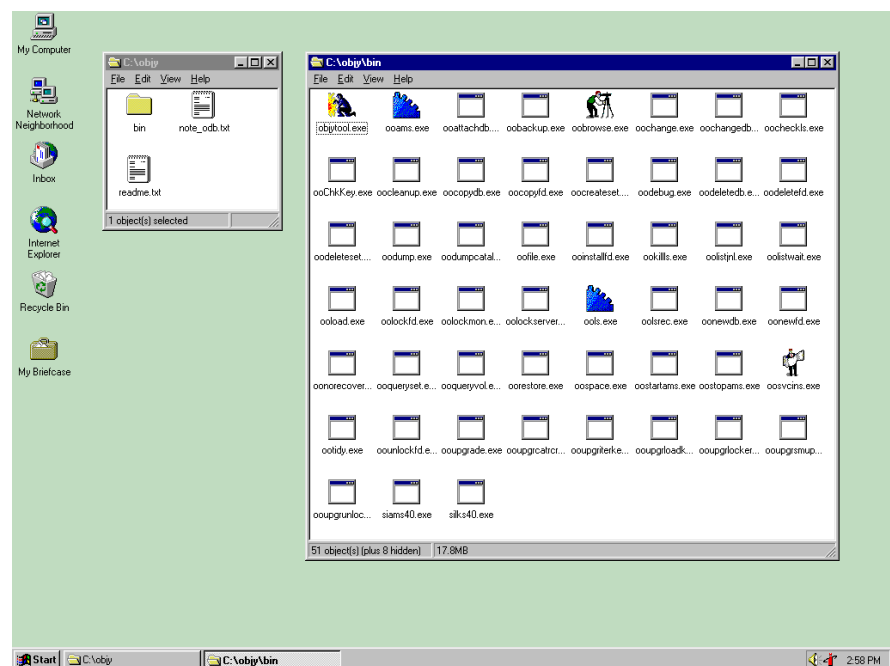 My Computer
Network
Neighborhood
Inbox
Internet
Explorer
Recycle Bin
My Briefcase
C:\objy
File Edit View Help
bin note_odb.txt
readme.txt
1 object(s) selected
C:\objy\bin
File Edit View Help
objytool.exe ooams.exe ooattachdb.... oobackup.exe oobrowse.exe oochange.exe oochangedb... oocheckls.exe
ooChkKey.exe oocleanup.exe oocopydb.exe oocopyfd.exe oocreateset.... oodebug.exe oodeletedb.e... oodeletefd.exe
oodeleteset.... oodump.exe oodumpcatal... oofile.exe ooinstallfd.exe ookillls.exe oolistjnl.exe oolistwait.exe
ooload.exe oolockfd.exe oolockmon.e... oolockserver... ools.exe oolsrec.exe oonewdb.exe oonewfd.exe
oonorecover... ooqueryset.e... ooqueryvol.e... oorestore.exe oospace.exe oostartams.exe oostopams.exe oosvcins.exe
ootidy.exe oounlockfd.e... ooupgrade.exe ooupgrcatrcr... ooupgriterke... ooupgrloadk... ooupgrlocker... ooupgrsmup...
ooupgrunloc... siams40.exe silks40.exe
51 object(s) (plus 8 hidden) 17.8MB
Start C:\objy C:\objy\bin 2:58 PM